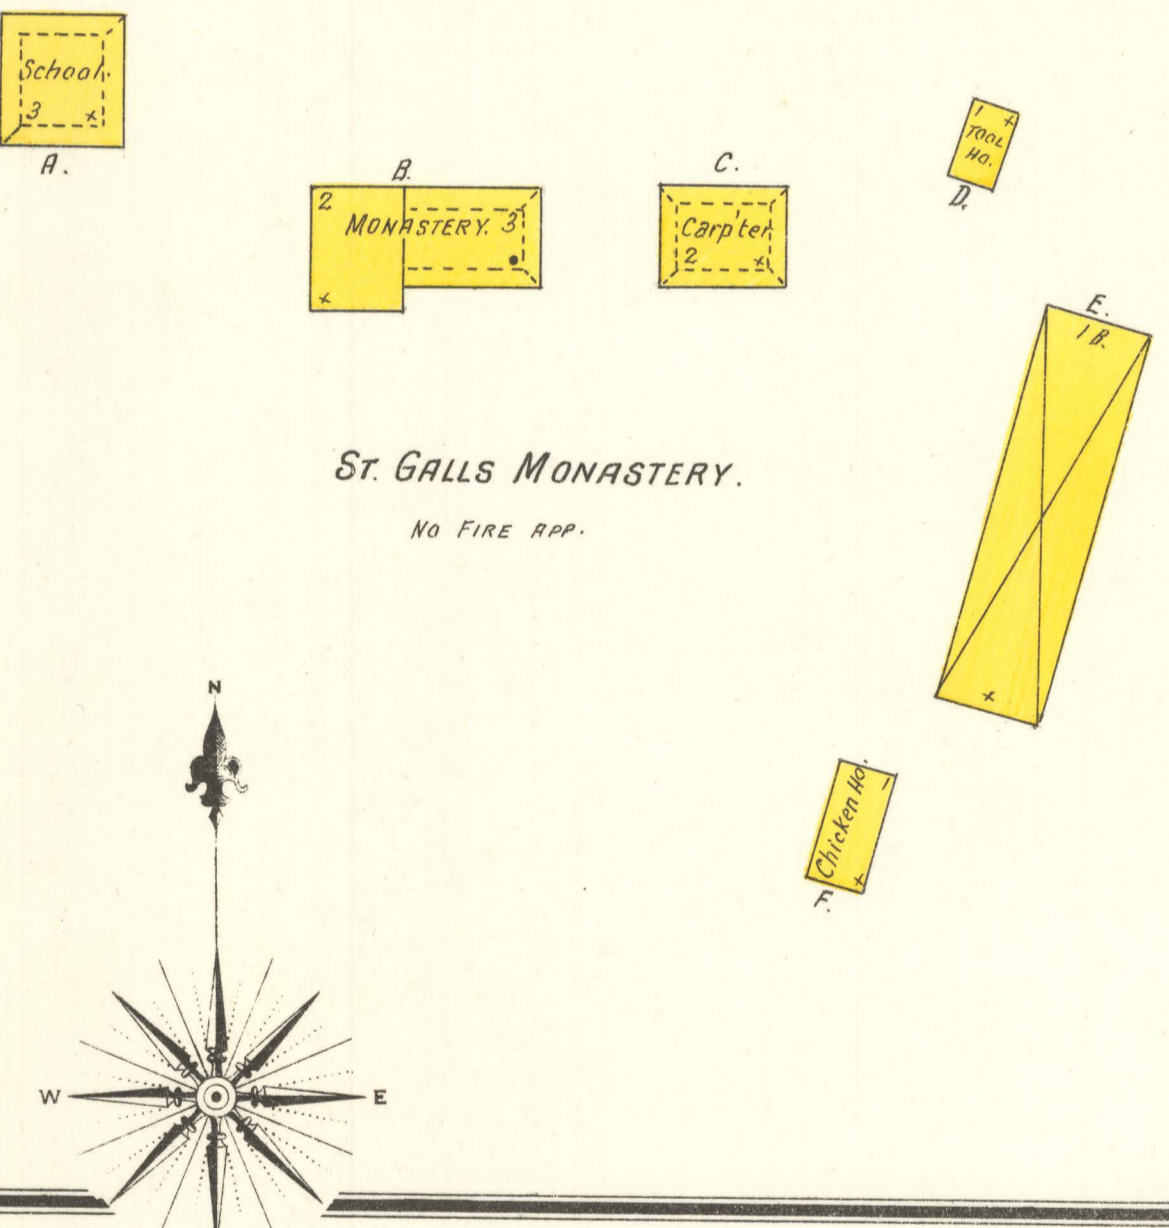 School.
3 x
A.
B.
2
MONASTERY. 3
x
C.
Carp'ter
2 x
1 x
TOOL
HO.
D.
E.
1 B.
x
ST. GALLS MONASTERY.
NO FIRE APP.
Chicken Ho.
1
x
F.
N
W E